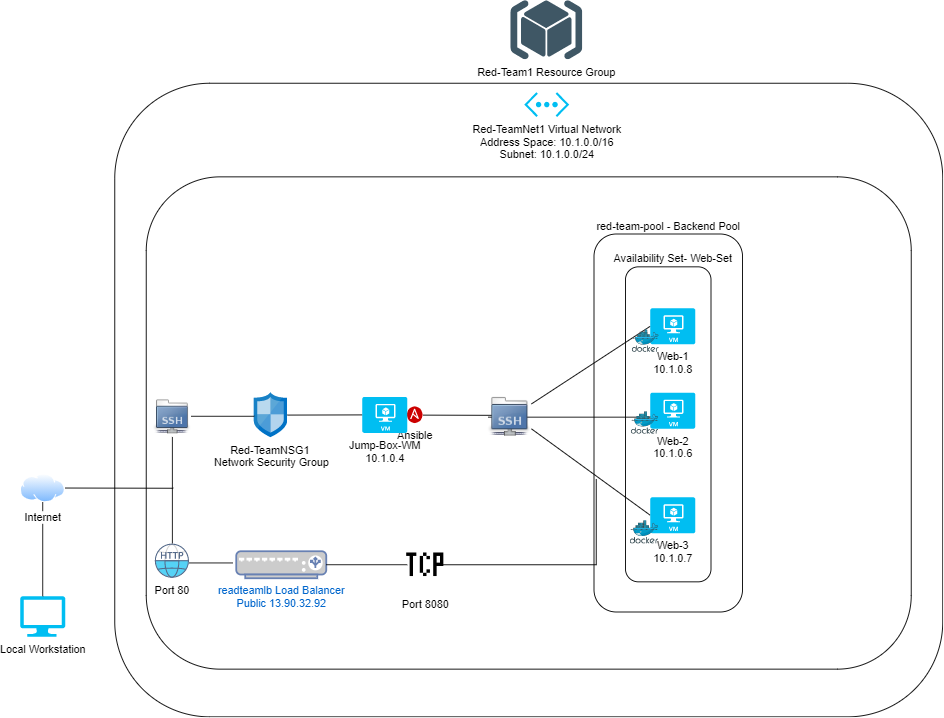 Red-Team1 Resource Group
Red-TeamNet1 Virtual Network
Address Space: 10.1.0.0/16
Subnet: 10.1.0.0/24
red-team-pool - Backend Pool
Availability Set- Web-Set
VM
docker
Web-1
10.1.0.8
SSH
Red-TeamNSG1
Network Security Group
VM
A
Ansible
Jump-Box-WM
10.1.0.4
SSH
VM
docker
Web-2
10.1.0.6
VM
docker
Web-3
10.1.0.7
Internet
HTTP
Port 80
readteamlb Load Balancer
Public 13.90.32.92
TCP
Port 8080
Local Workstation